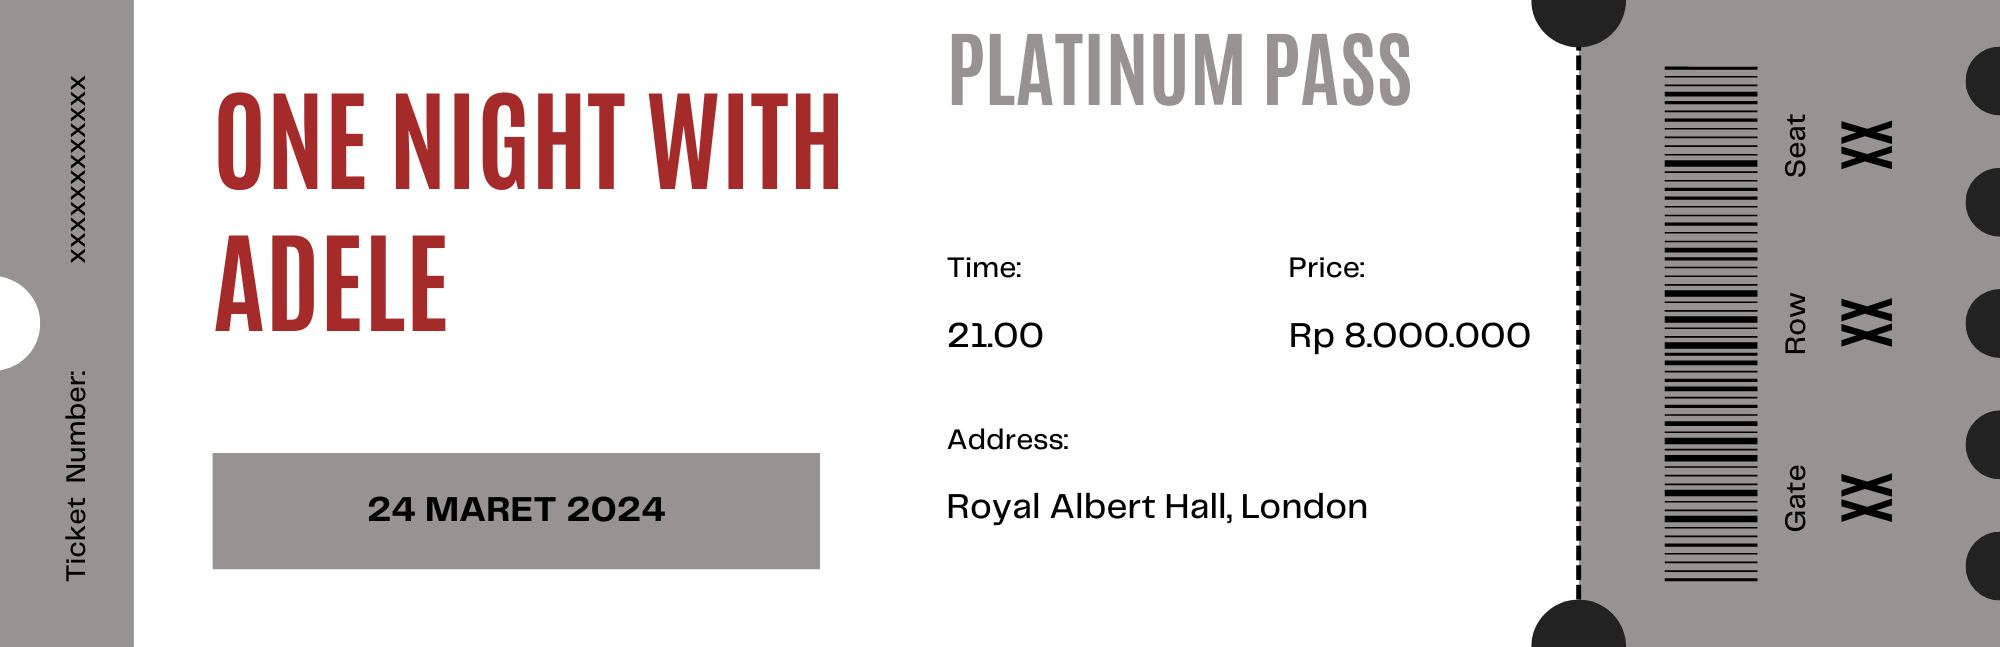 Ticket Number: xxxxxxxxxxxxx
ONE NIGHT WITH
ADELE
24 MARET 2024
PLATINUM PASS
Time:
21.00
Price:
Rp 8.000.000
Address:
Royal Albert Hall, London
Gate
XX
Row
XX
Seat
XX